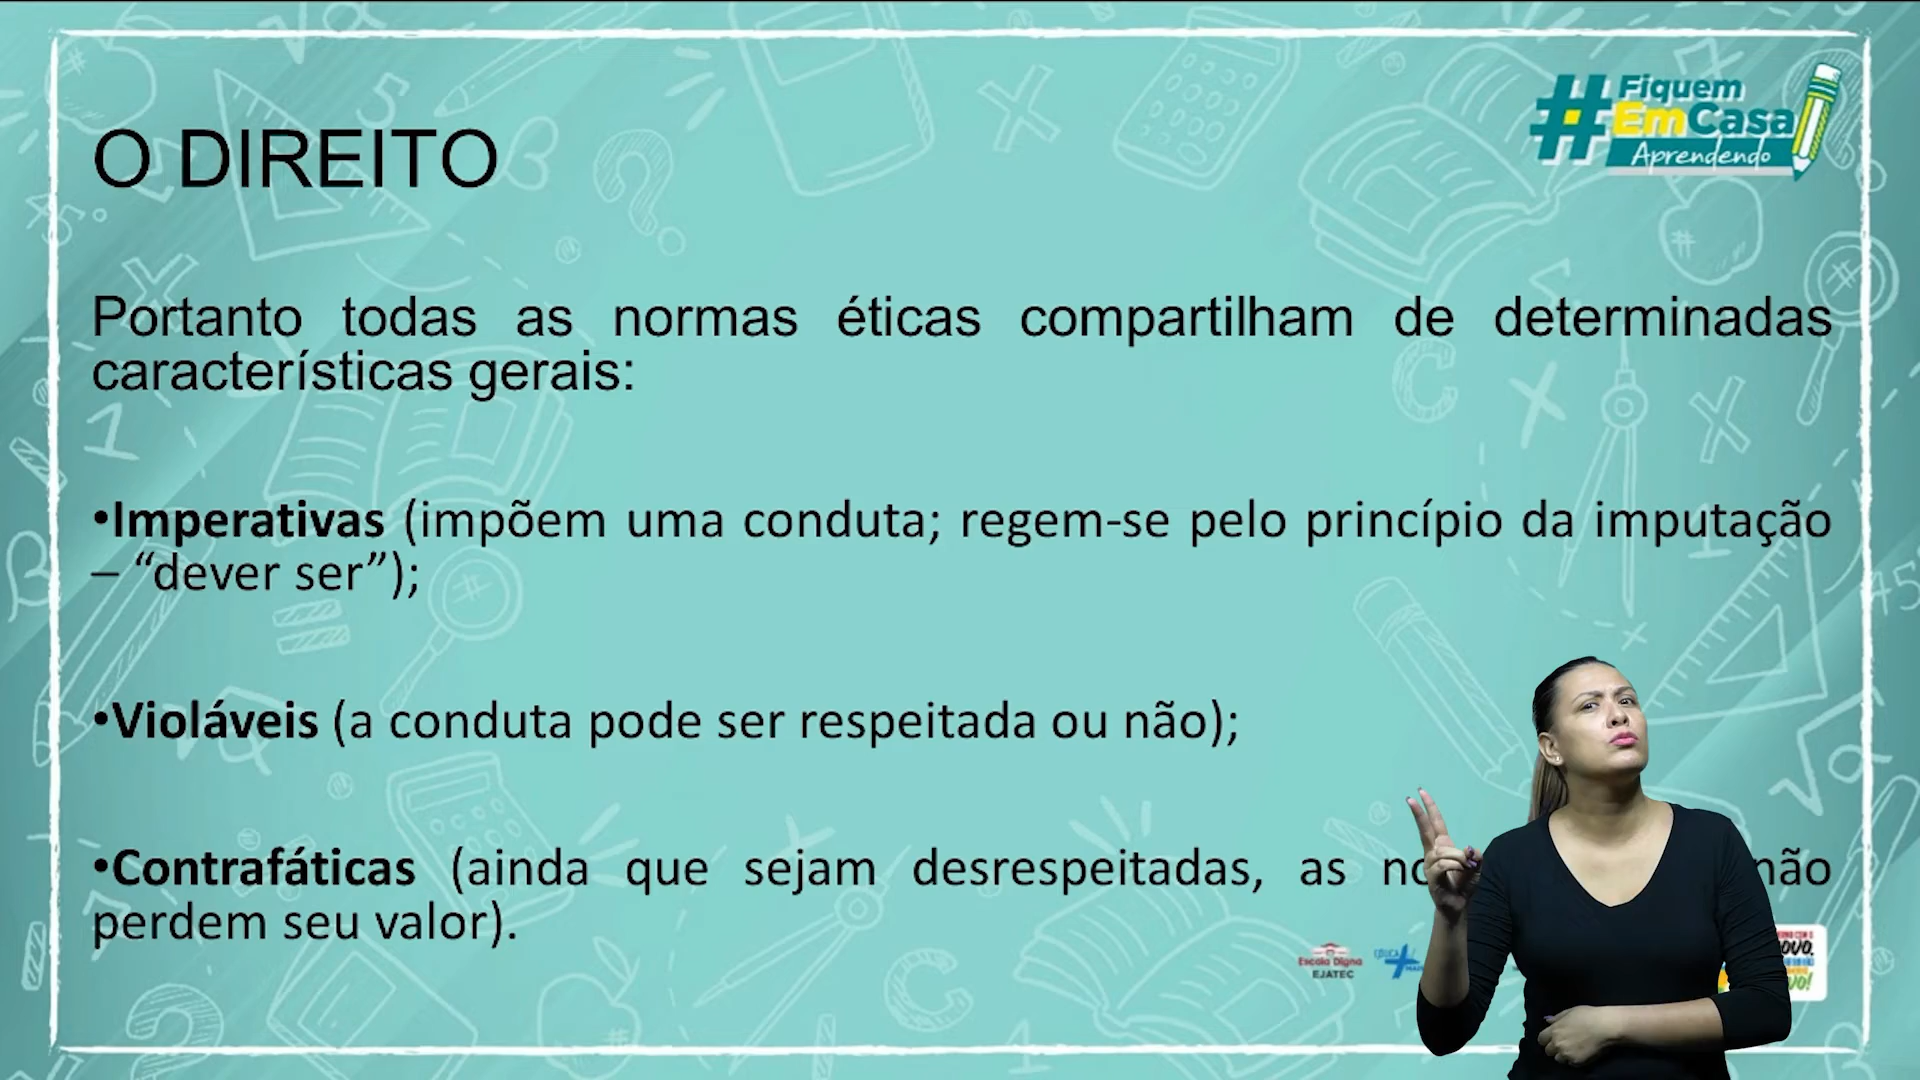 #Fiquem
EmCasa
Aprendendo
O DIREITO
Portanto todas as normas éticas compartilham de determinadas
características gerais:
•Imperativas (impõem uma conduta; regem-se pelo princípio da imputação
– “dever ser”);
•Violáveis (a conduta pode ser respeitada ou não);
•Contrafáticas (ainda que sejam desrespeitadas, as não
perdem seu valor).
Escola Digna
EJATEC